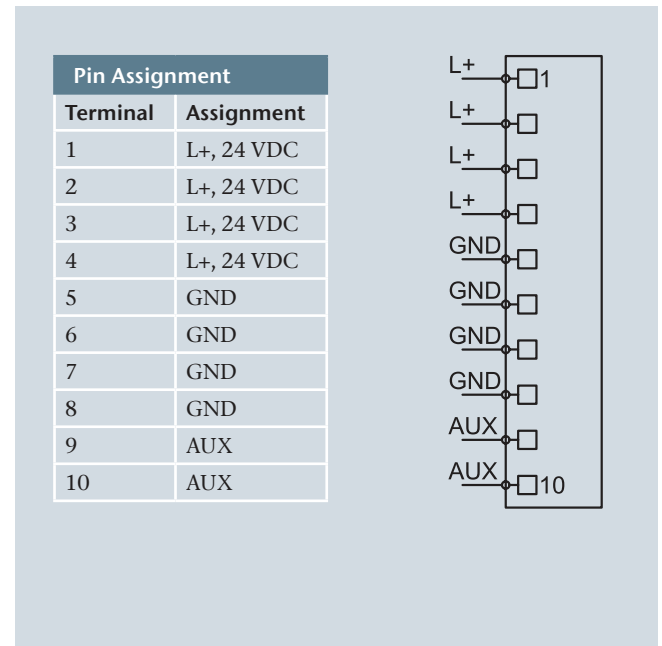 Pin Assignment
Terminal Assignment
1 L+, 24 VDC
2 L+, 24 VDC
3 L+, 24 VDC
4 L+, 24 VDC
5 GND
6 GND
7 GND
8 GND
9 AUX
10 AUX
L+ 1
L+
L+
L+
GND
GND
GND
GND
AUX
AUX 10